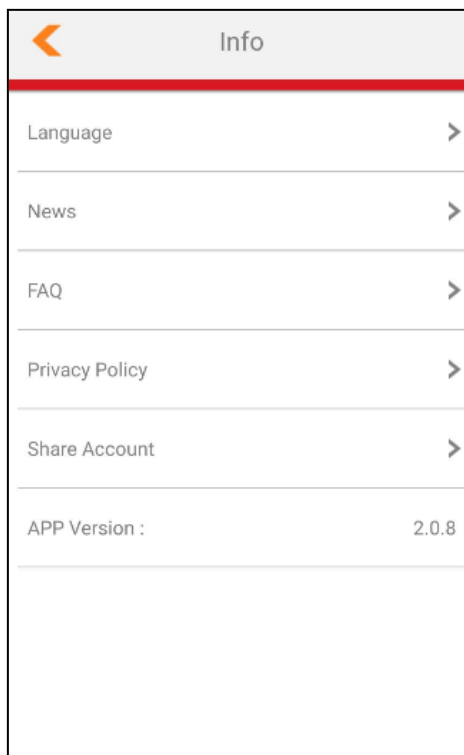 Info
Language
News
FAQ
Privacy Policy
Share Account
APP Version : 2.0.8